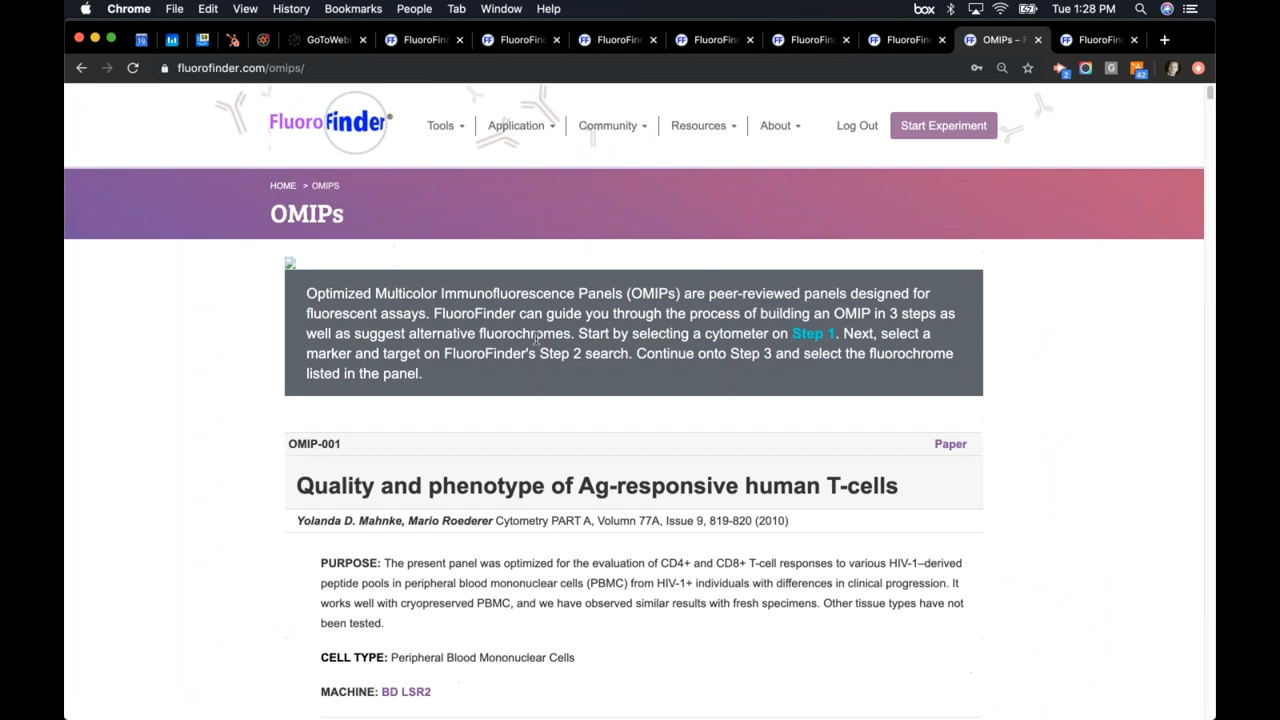 Chrome File Edit View History Bookmarks People Tab Window Help box Tue 1:28 PM
GoToWebi FluoroFin FluoroFin FluoroFin FluoroFin FluoroFin FluoroFin OMIPs – F FluoroFin
fluorofinder.com/omips/
FluoroFinder®
Tools Application Community Resources About Log Out Start Experiment
HOME > OMIPS
OMIPs
Optimized Multicolor Immunofluorescence Panels (OMIPs) are peer-reviewed panels designed for
fluorescent assays. FluoroFinder can guide you through the process of building an OMIP in 3 steps as
well as suggest alternative fluorochromes. Start by selecting a cytometer on Step 1. Next, select a
marker and target on FluoroFinder's Step 2 search. Continue onto Step 3 and select the fluorochrome
listed in the panel.
OMIP-001 Paper
Quality and phenotype of Ag-responsive human T-cells
Yolanda D. Mahnke, Mario Roederer Cytometry PART A, Volumn 77A, Issue 9, 819-820 (2010)
PURPOSE: The present panel was optimized for the evaluation of CD4+ and CD8+ T-cell responses to various HIV-1–derived
peptide pools in peripheral blood mononuclear cells (PBMC) from HIV-1+ individuals with differences in clinical progression. It
works well with cryopreserved PBMC, and we have observed similar results with fresh specimens. Other tissue types have not
been tested.
CELL TYPE: Peripheral Blood Mononuclear Cells
MACHINE: BD LSR2